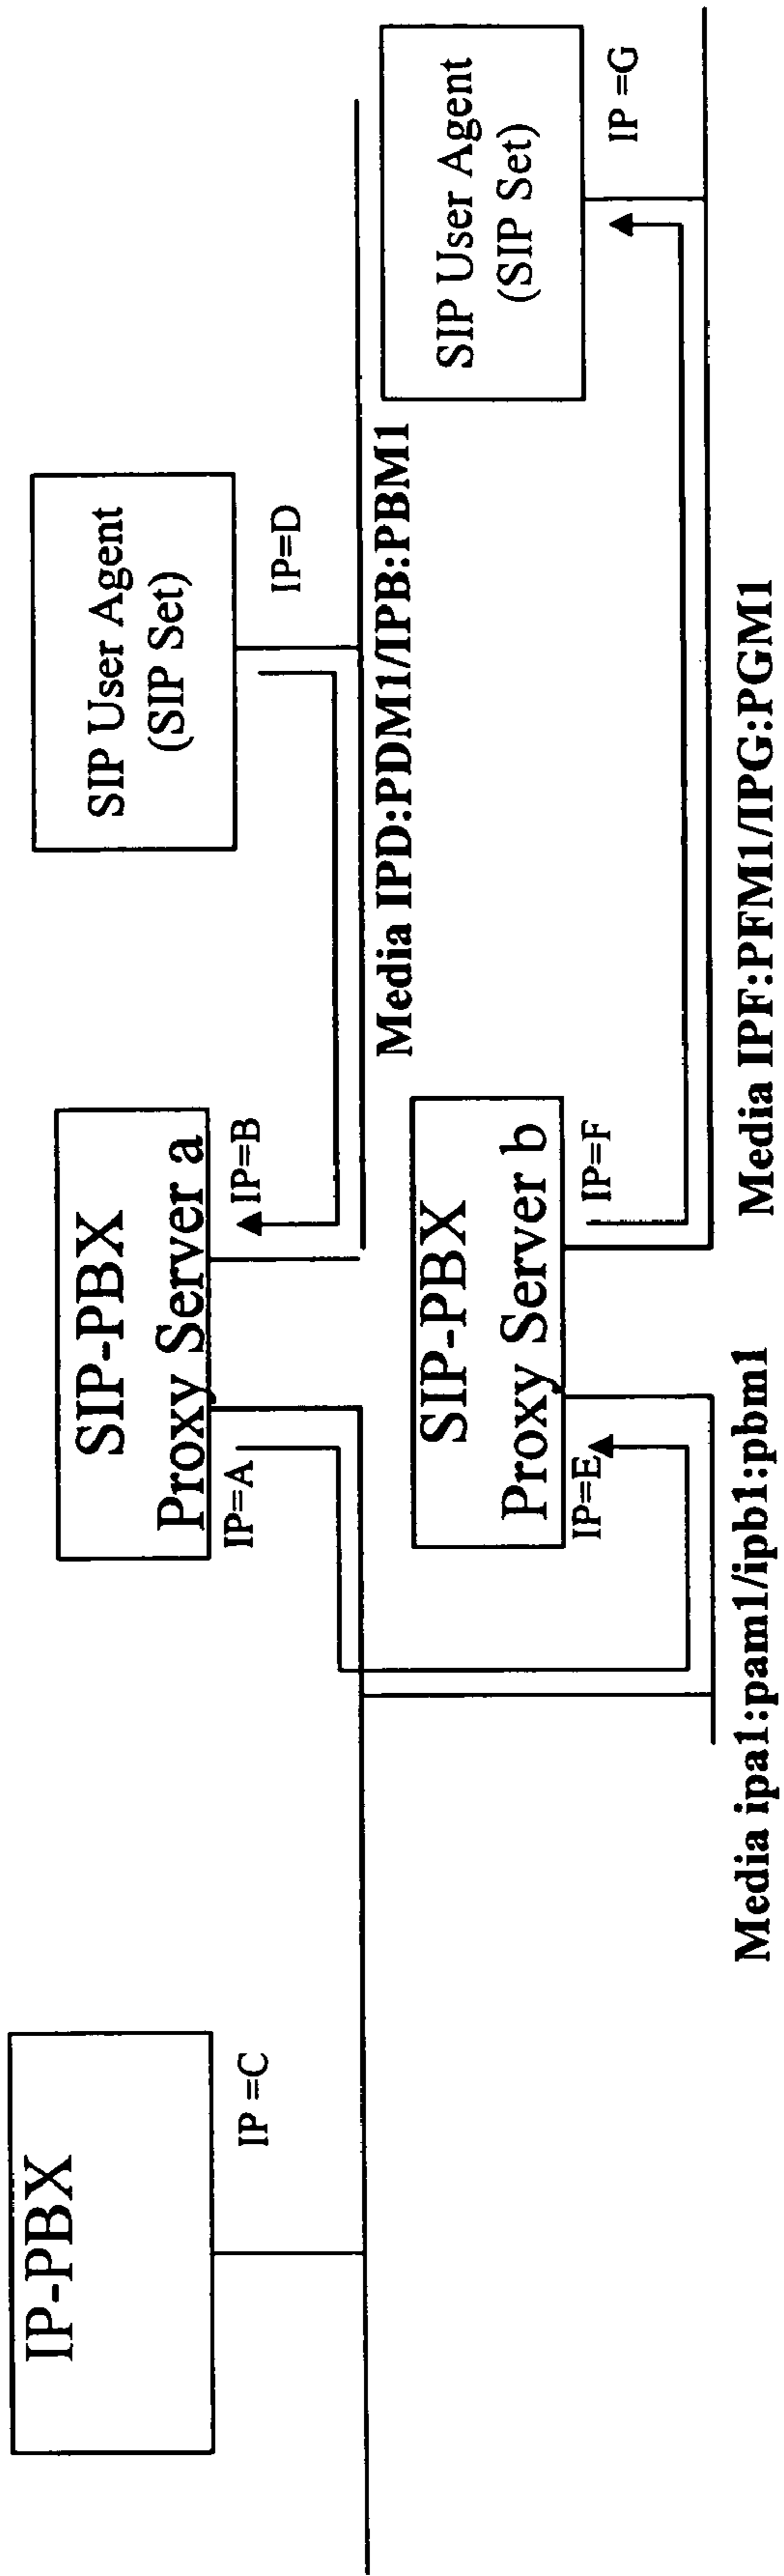 IP-PBX
IP =C
SIP-PBX
Proxy Server a
IP=A
IP=B
SIP User Agent
(SIP Set)
IP=D
Media IPD:PDM1/IPB:PBM1
SIP-PBX
Proxy Server b
IP=E
IP=F
SIP User Agent
(SIP Set)
IP =G
Media ipa1:pam1/ipb1:pbm1
Media IPF:PFM1/IPG:PGM1